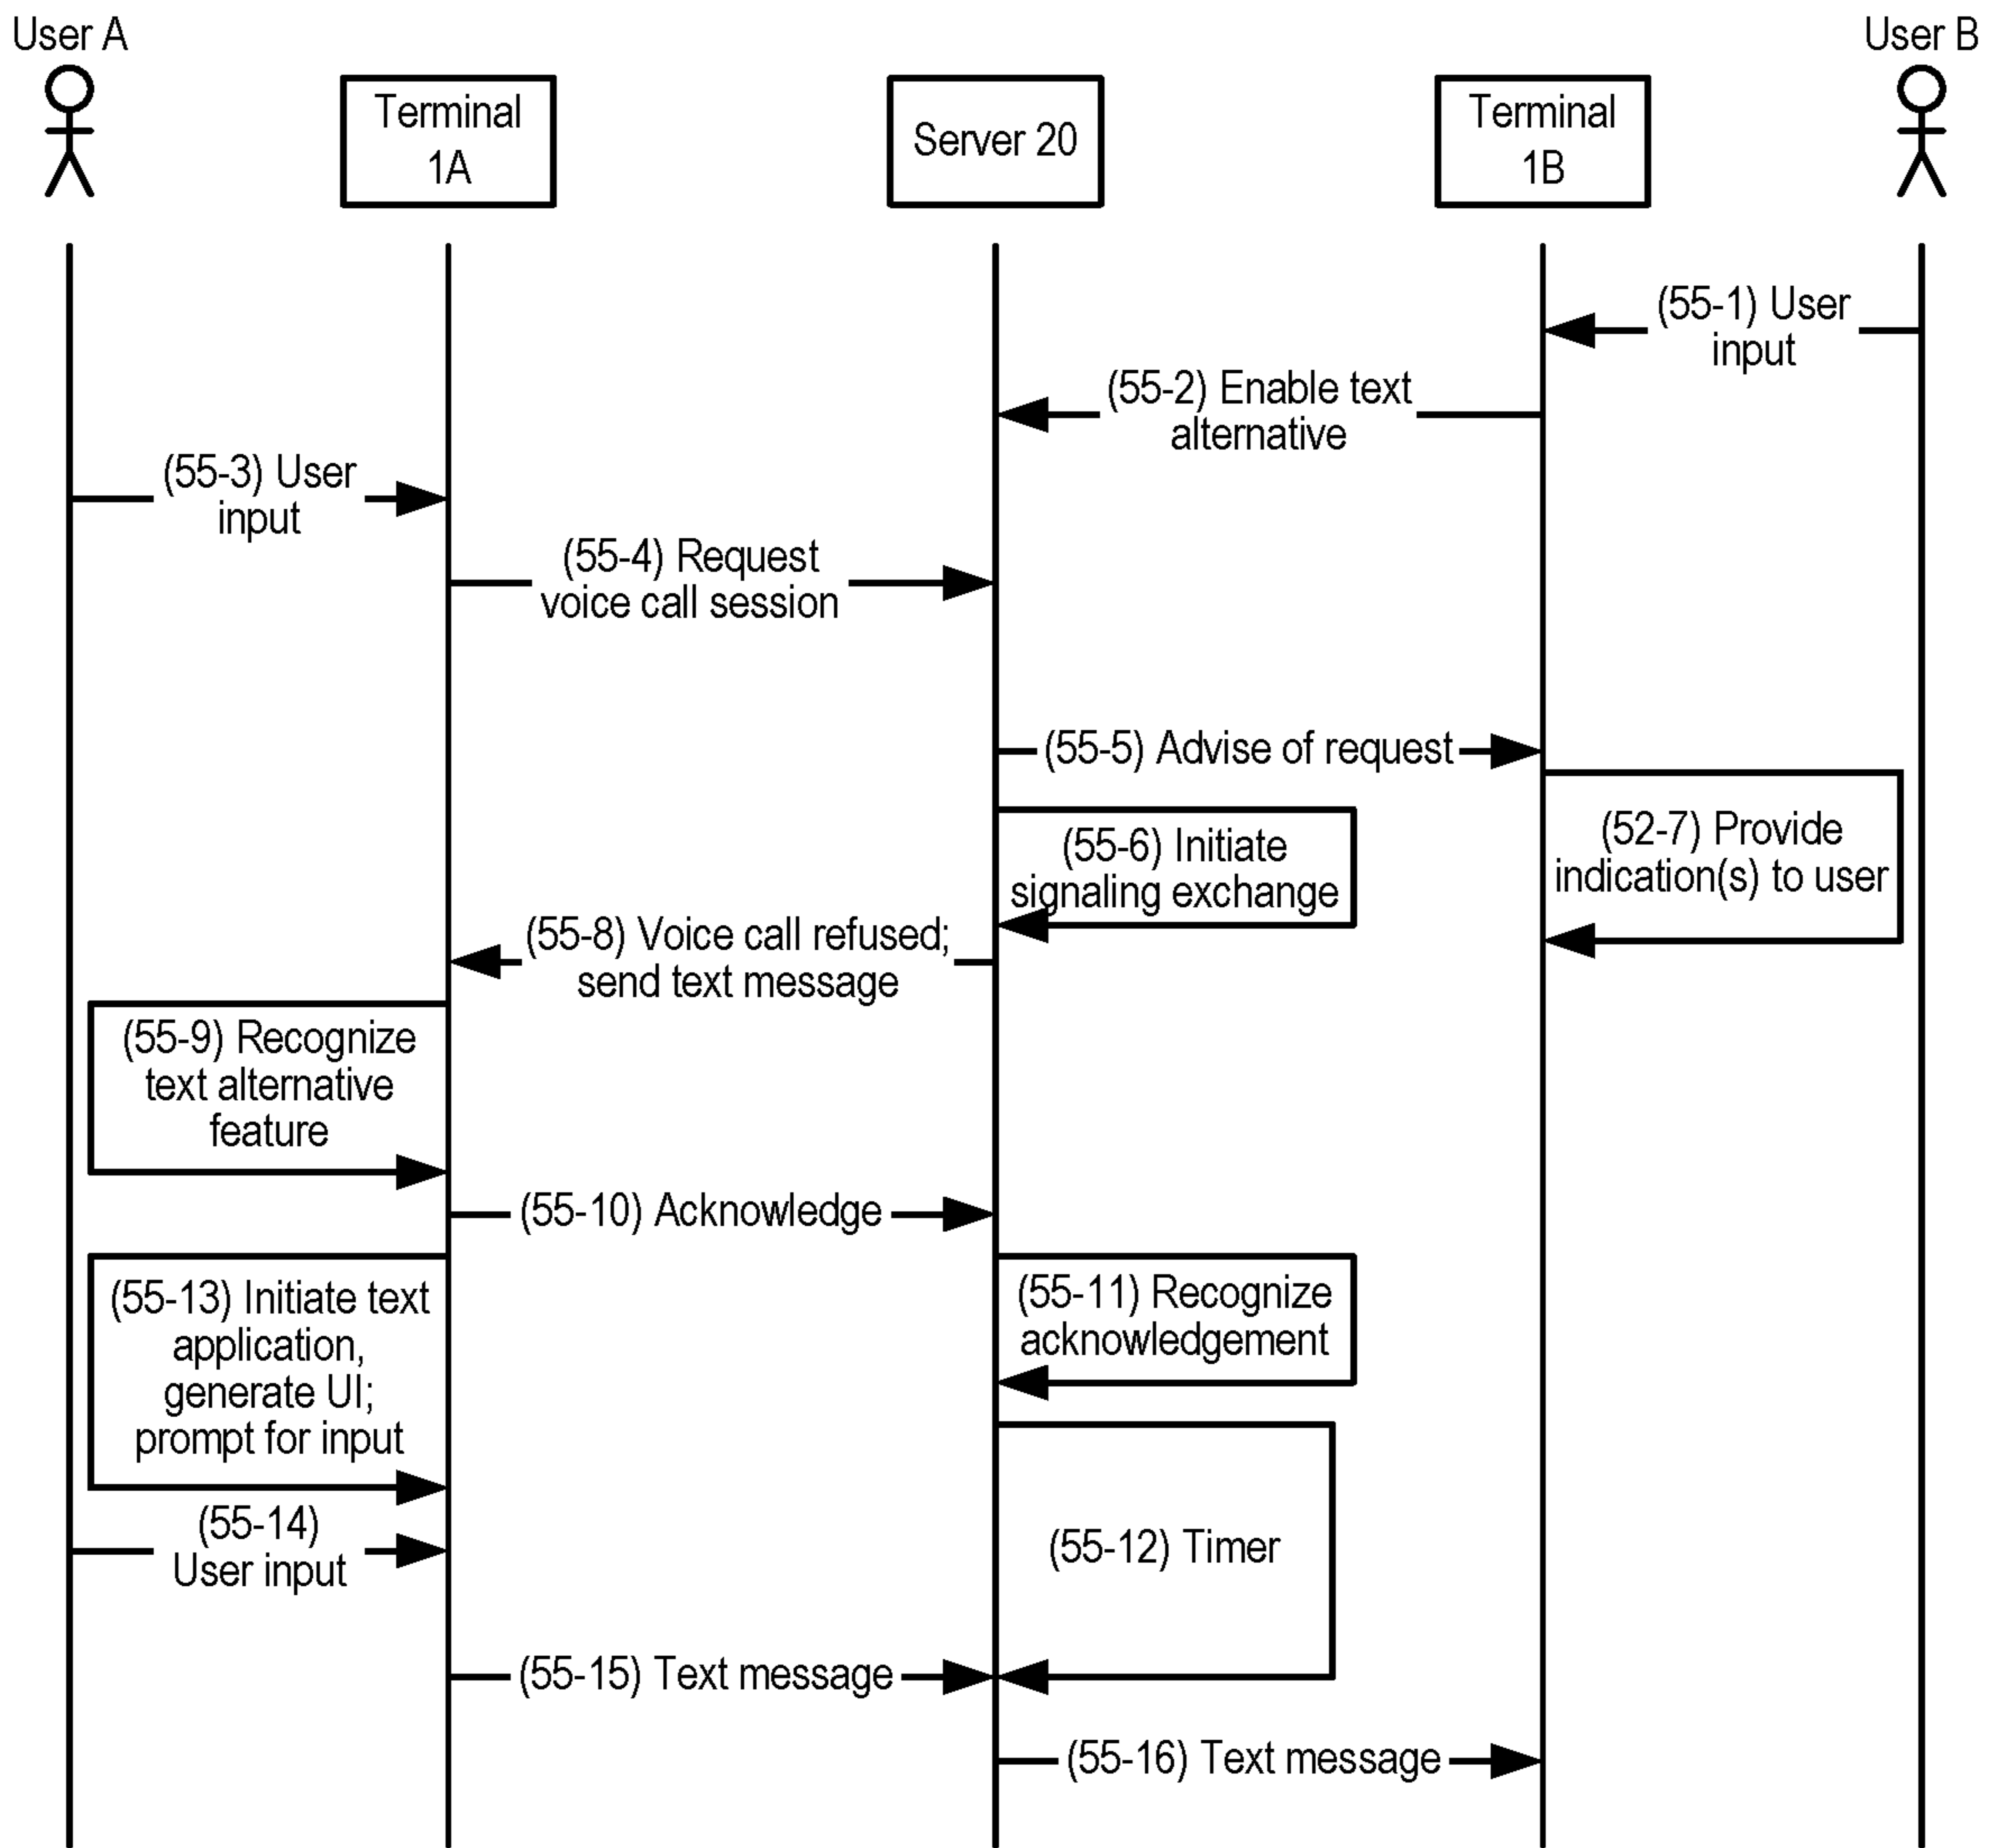 User A
User B
Terminal
1A
Server 20
Terminal
1B
(55-1) User
input
(55-2) Enable text
alternative
(55-3) User
input
(55-4) Request
voice call session
(55-5) Advise of request
(55-6) Initiate
signaling exchange
(52-7) Provide
indication(s) to user
(55-8) Voice call refused;
send text message
(55-9) Recognize
text alternative
feature
(55-10) Acknowledge
(55-11) Recognize
acknowledgement
(55-13) Initiate text
application,
generate UI;
prompt for input
(55-12) Timer
(55-14)
User input
(55-15) Text message
(55-16) Text message